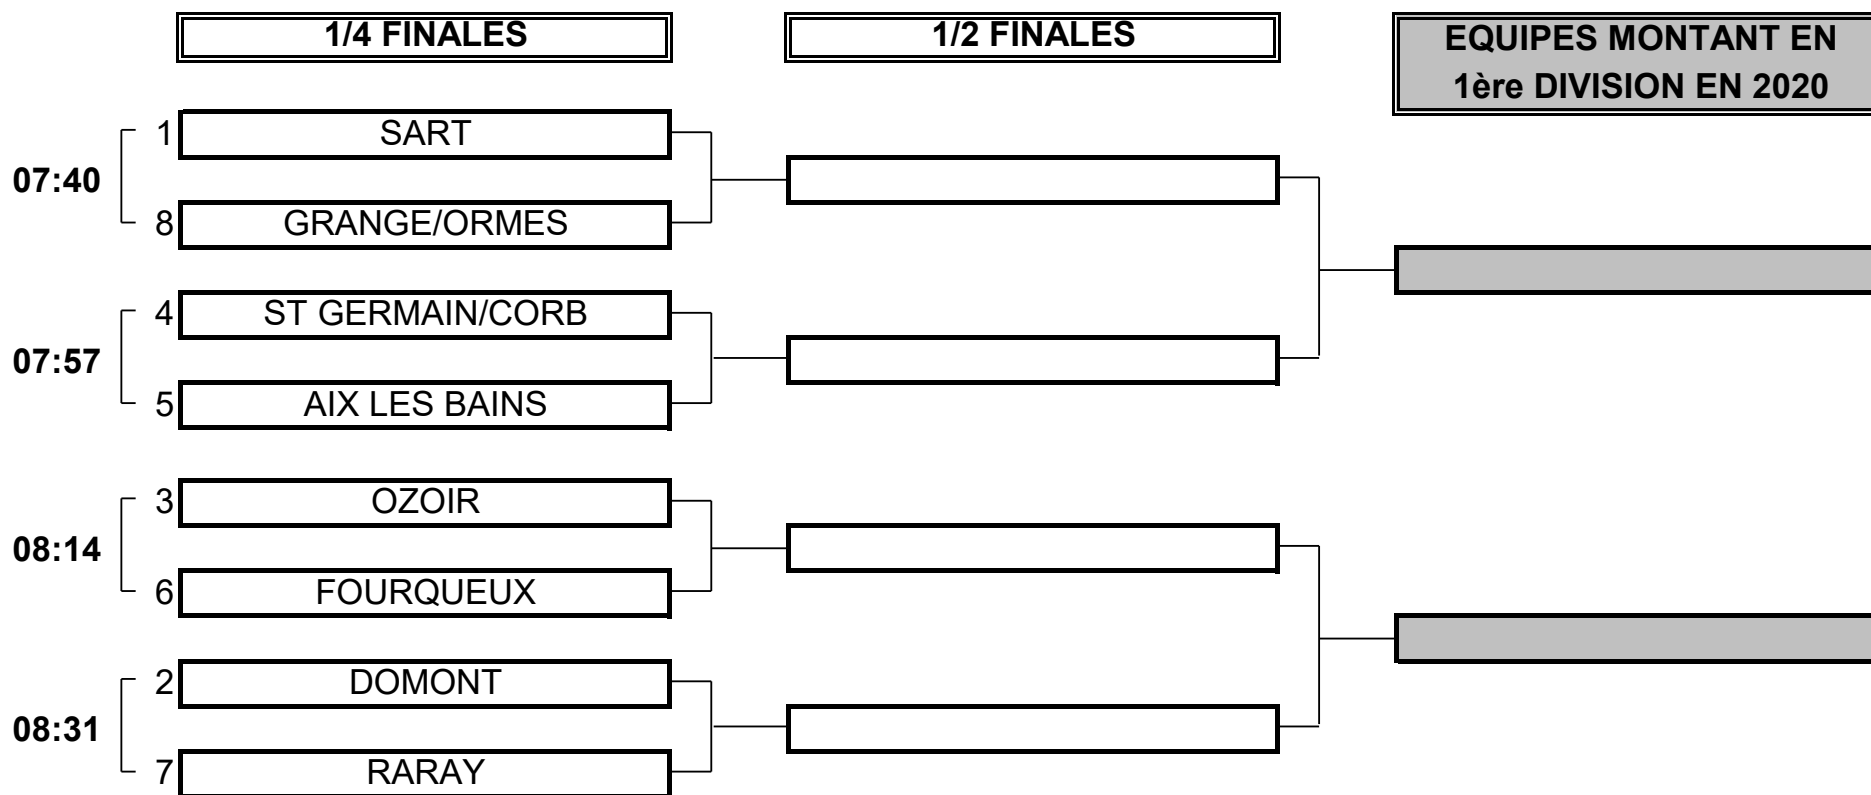 1/4 FINALES
1/2 FINALES
EQUIPES MONTANT EN
1ère DIVISION EN 2020
1 SART
07:40
8 GRANGE/ORMES
4 ST GERMAIN/CORB
07:57
5 AIX LES BAINS
3 OZOIR
08:14
6 FOURQUEUX
2 DOMONT
08:31
7 RARAY